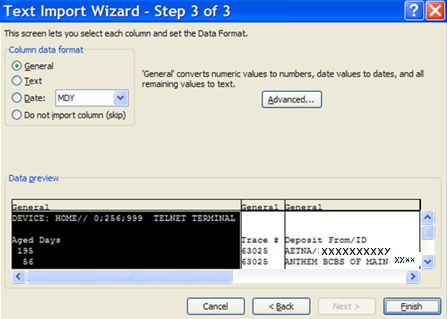 Text Import Wizard - Step 3 of 3
This screen lets you select each column and set the Data Format.
Column data format
General
Text
Date: MDY
Do not import column (skip)
'General' converts numeric values to numbers, date values to dates, and all
remaining values to text.
Advanced...
Data preview
General General General
DEVICE: HOME// 0;256;999 TELNET TERMINAL
Aged Days Trace # Deposit From/ID
195 63025 AETNA/XXXXXXXXXY
56 63025 ANTHEM BCBS OF MAIN XXXX
Cancel < Back Next > Finish